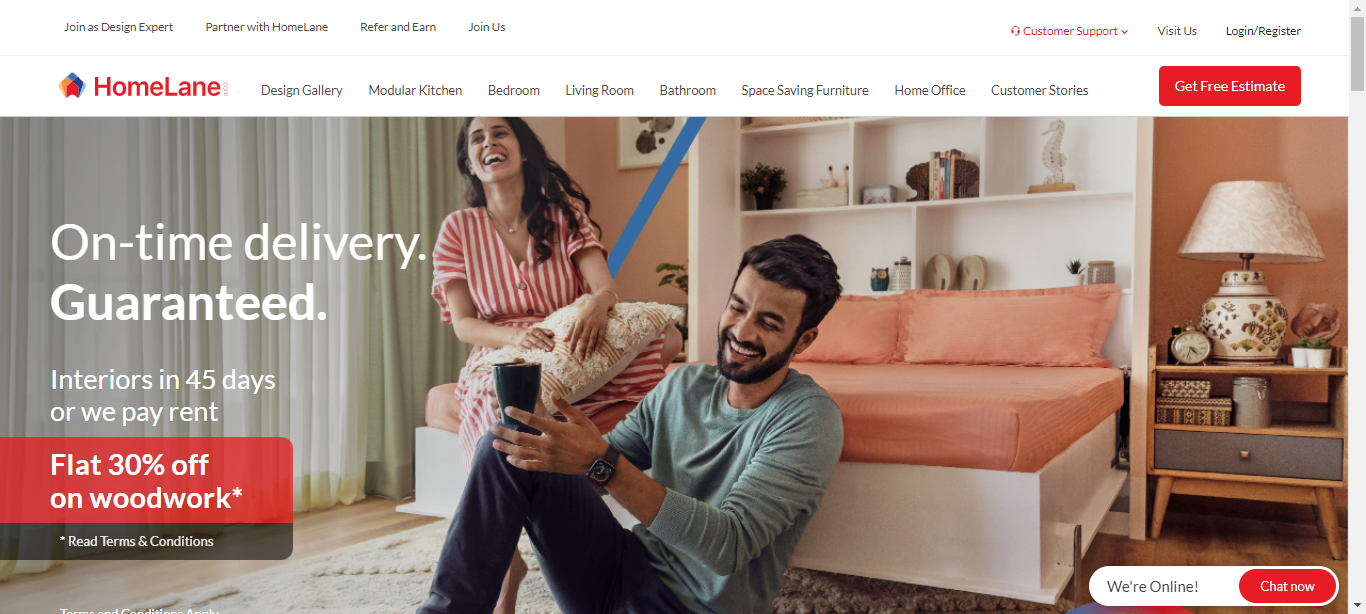 Join as Design Expert
Partner with HomeLane
Refer and Earn
Join Us
Customer Support
Visit Us
Login/Register
HomeLane
Design Gallery
Modular Kitchen
Bedroom
Living Room
Bathroom
Space Saving Furniture
Home Office
Customer Stories
Get Free Estimate
On-time delivery.
Guaranteed.
Interiors in 45 days
or we pay rent
Flat 30% off
on woodwork*
* Read Terms & Conditions
Terms and Conditions Apply
We're Online!
Chat now